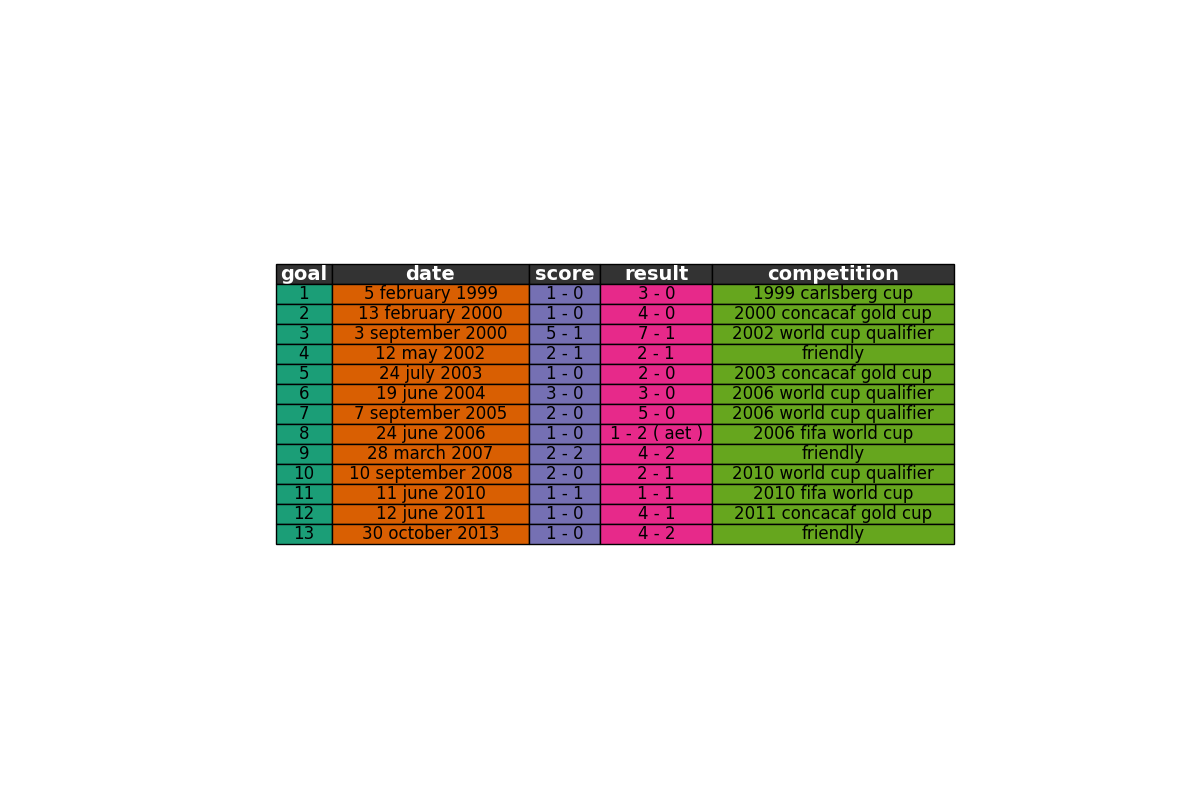 goal date score result competition
1 5 february 1999 1 - 0 3 - 0 1999 carlsberg cup
2 13 february 2000 1 - 0 4 - 0 2000 concacaf gold cup
3 3 september 2000 5 - 1 7 - 1 2002 world cup qualifier
4 12 may 2002 2 - 1 2 - 1 friendly
5 24 july 2003 1 - 0 2 - 0 2003 concacaf gold cup
6 19 june 2004 3 - 0 3 - 0 2006 world cup qualifier
7 7 september 2005 2 - 0 5 - 0 2006 world cup qualifier
8 24 june 2006 1 - 0 1 - 2 ( aet ) 2006 fifa world cup
9 28 march 2007 2 - 2 4 - 2 friendly
10 10 september 2008 2 - 0 2 - 1 2010 world cup qualifier
11 11 june 2010 1 - 1 1 - 1 2010 fifa world cup
12 12 june 2011 1 - 0 4 - 1 2011 concacaf gold cup
13 30 october 2013 1 - 0 4 - 2 friendly